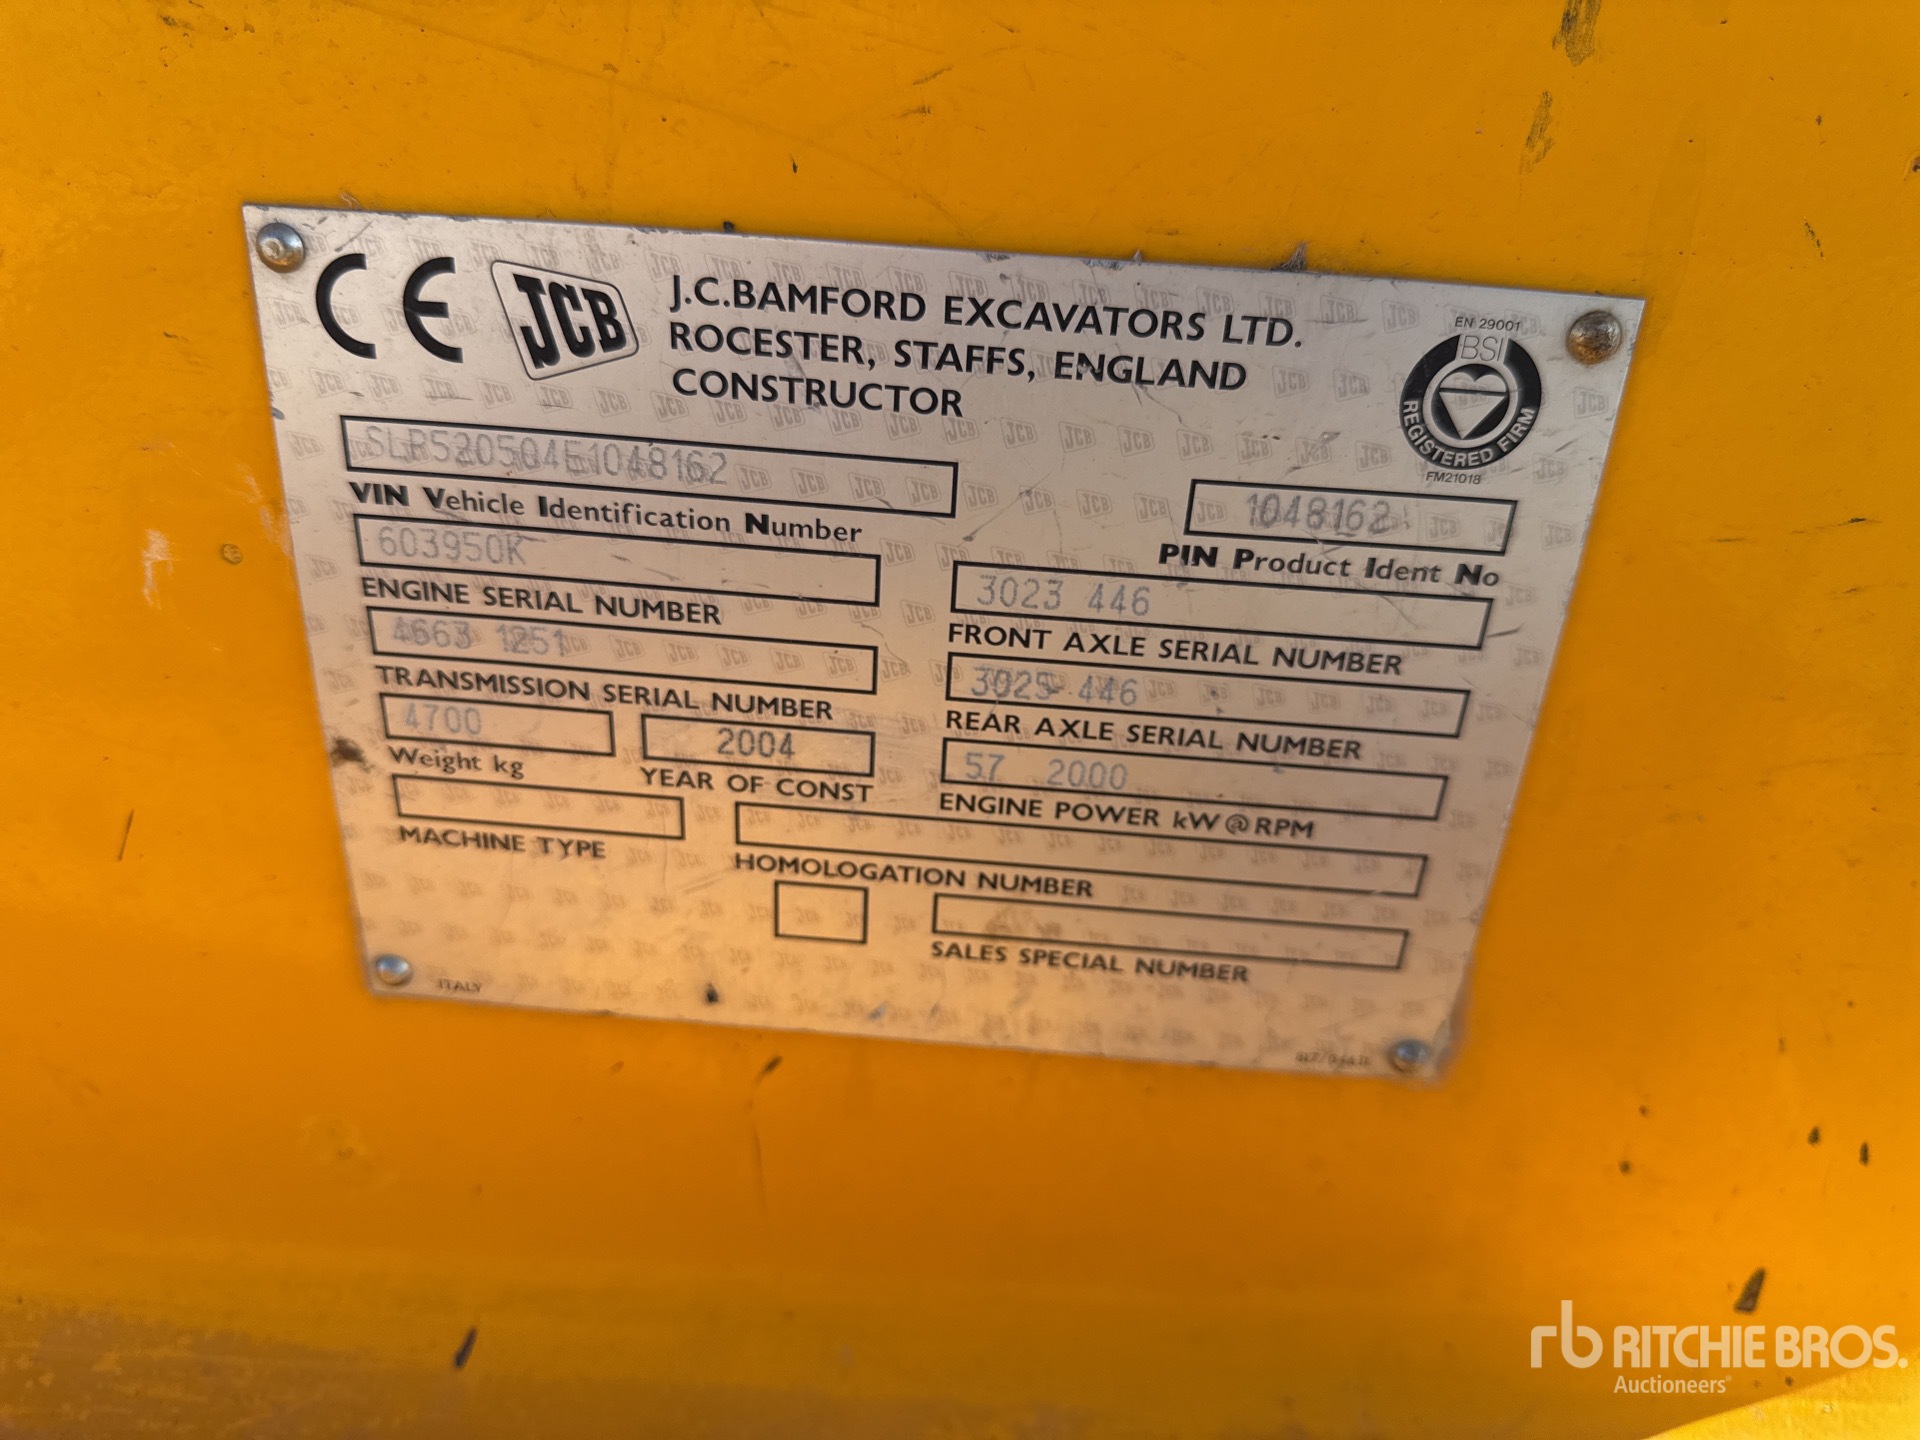 CE JCB J.C.BAMFORD EXCAVATORS LTD.
ROCESTER, STAFFS, ENGLAND
CONSTRUCTOR
EN 29001
BSI
REGISTERED FIRM
FM21018
SLP520504E1048162
VIN Vehicle Identification Number
1048162
PIN Product Ident No
603950K
ENGINE SERIAL NUMBER
3023 446
FRONT AXLE SERIAL NUMBER
4663 1251
TRANSMISSION SERIAL NUMBER
3025 446
REAR AXLE SERIAL NUMBER
4700
Weight kg
2004
YEAR OF CONST
57 2000
ENGINE POWER kW@RPM
MACHINE TYPE
HOMOLOGATION NUMBER
SALES SPECIAL NUMBER
ITALY
rb RITCHIE BROS.
Auctioneers